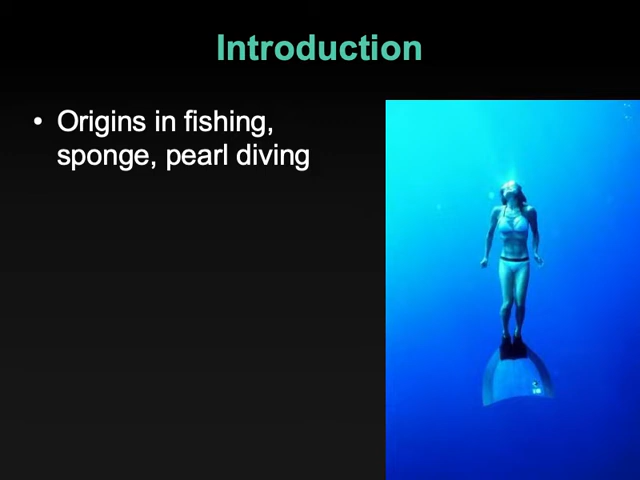 Introduction
• Origins in fishing,
sponge, pearl diving